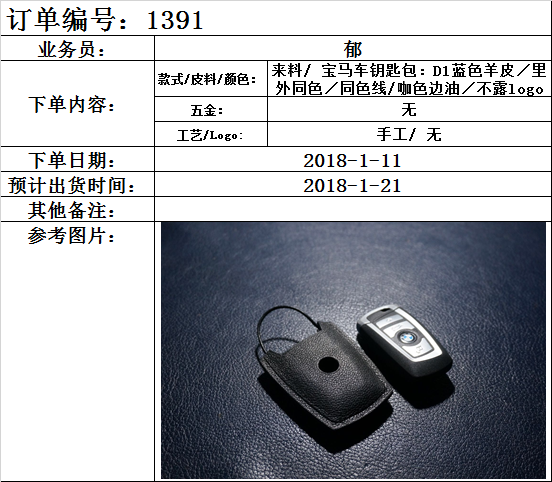 订单编号：1391
业务员：
郁
下单内容：
款式/皮料/颜色：
来料/ 宝马车钥匙包：D1蓝色羊皮／里
外同色／同色线/咖色边油／不露logo
五金：
无
工艺/Logo:
手工/ 无
下单日期：
2018-1-11
预计出货时间：
2018-1-21
其他备注：
参考图片：